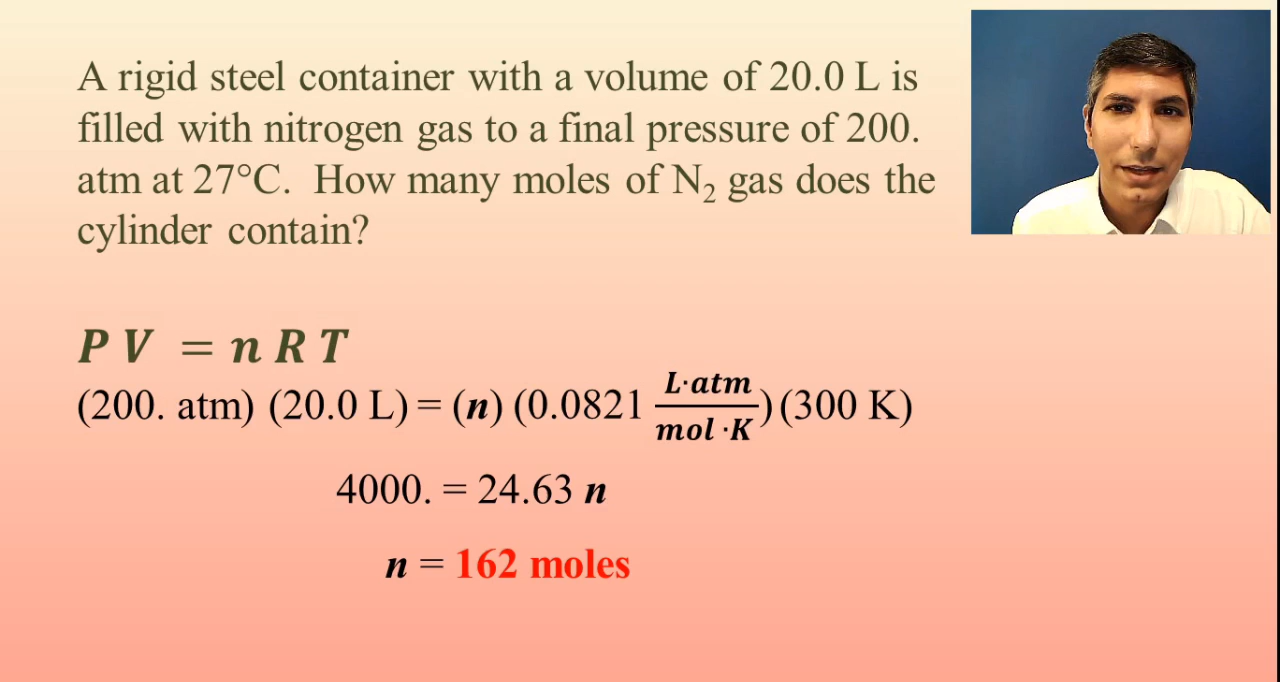 A rigid steel container with a volume of 20.0 L is
filled with nitrogen gas to a final pressure of 200.
atm at 27°C. How many moles of N₂ gas does the
cylinder contain?
P V = n R T
(200. atm) (20.0 L) = (n) (0.0821 L·atm/mol·K) (300 K)
4000. = 24.63 n
n = 162 moles